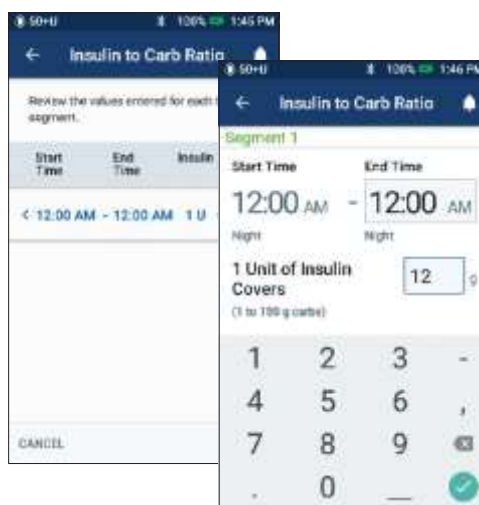 50+U 100% 1:45 PM
← Insulin to Carb Ratio
Review the values entered for each
segment.
Start Time End Time Insulin
< 12:00 AM - 12:00 AM 1 U
CANCEL
50+U 100% 1:46 PM
← Insulin to Carb Ratio
Segment 1
Start Time End Time
12:00 AM - 12:00 AM
Night Night
1 Unit of Insulin
Covers
12 g
(1 to 150 g carbs)
1 2 3 -
4 5 6 ,
7 8 9
. 0 _